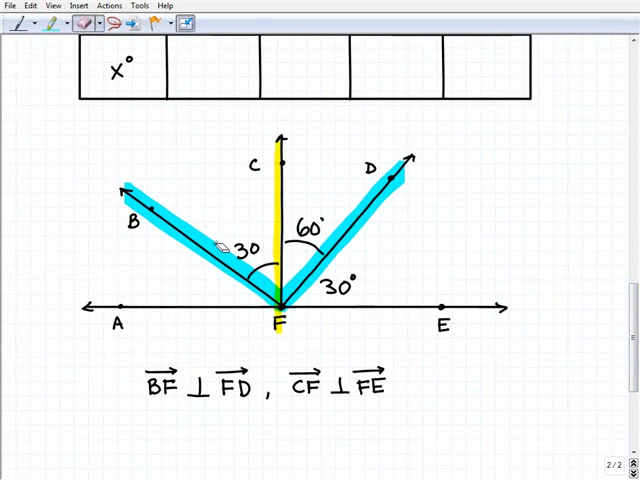 File Edit View Insert Actions Tools Help
x°
C
D
B
30
60°
30°
A
F
E
BF ⊥ FD, CF ⊥ FE
2 / 2